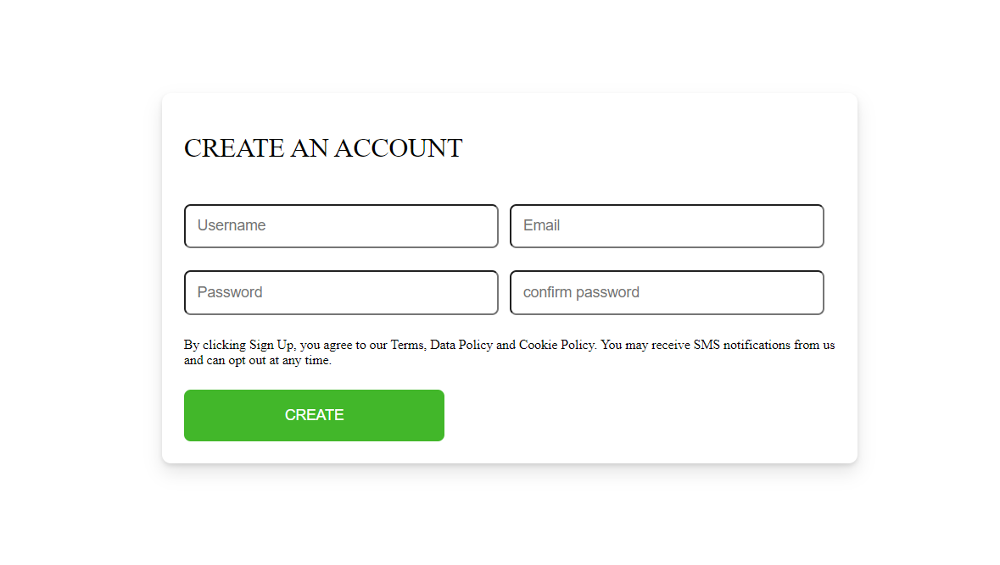 CREATE AN ACCOUNT
Username
Email
Password
confirm password
By clicking Sign Up, you agree to our Terms, Data Policy and Cookie Policy. You may receive SMS notifications from us
and can opt out at any time.
CREATE